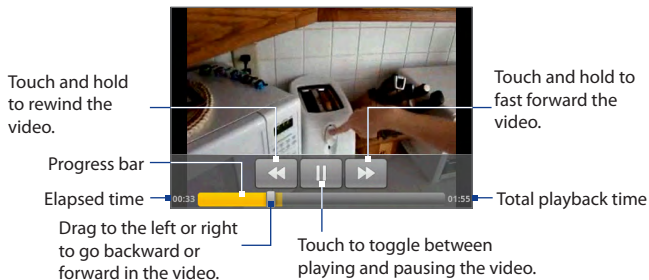 Touch and hold
to rewind the
video.
Touch and hold to
fast forward the
video.
Progress bar
Elapsed time
00:33
01:55
Total playback time
Drag to the left or right
to go backward or
forward in the video.
Touch to toggle between
playing and pausing the video.